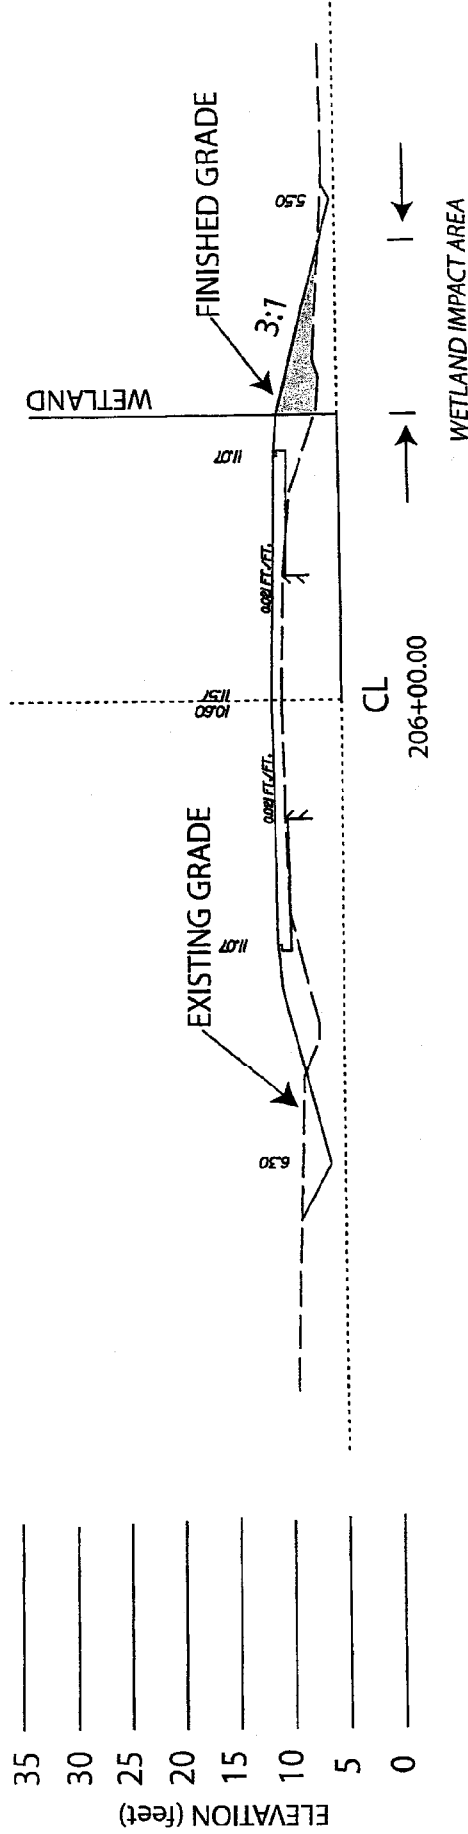 ELEVATION (feet)
35
30
25
20
15
10
5
0
EXISTING GRADE
6.30
11.07
0.021 FT./FT.
10.60
11.57
0.021 FT./FT.
11.07
WETLAND
FINISHED GRADE
3:1
5.50
CL
206+00.00
WETLAND IMPACT AREA